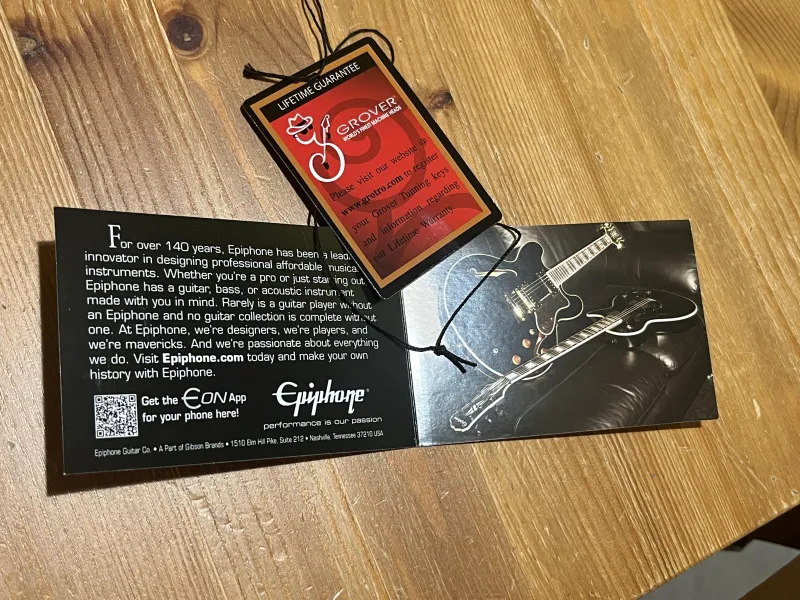 LIFETIME GUARANTEE
GROVER®
WORLD'S FINEST MACHINE HEADS
Please visit our website @
www.grotro.com to register
your Grover Tunning keys
and information regarding
our Lifetime Warranty
For over 140 years, Epiphone has been a
innovator in designing professional affordable
instruments. Whether you're a pro or just starting out
Epiphone has a guitar, bass, or acoustic instrument
made with you in mind. Rarely is a guitar player without
an Epiphone and no guitar collection is complete without
one. At Epiphone, we're designers, we're players, and
we're mavericks. And we're passionate about everything
we do. Visit Epiphone.com today and make your own
history with Epiphone.
Get the EON App
for your phone here!
Epiphone®
performance is our passion
Epiphone Guitar Co. • A Part of Gibson Brands • 1510 Elm Hill Pike, Suite 212 • Nashville, Tennessee 37210 USA